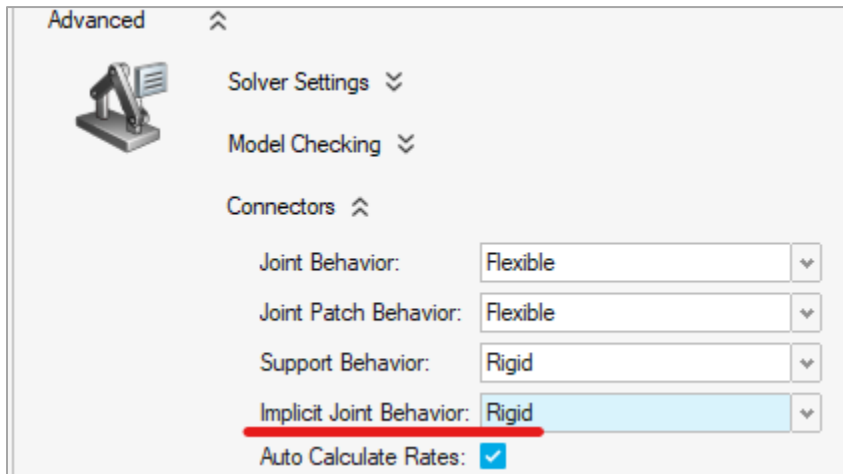 Advanced
Solver Settings
Model Checking
Connectors
Joint Behavior: Flexible
Joint Patch Behavior: Flexible
Support Behavior: Rigid
Implicit Joint Behavior: Rigid
Auto Calculate Rates: